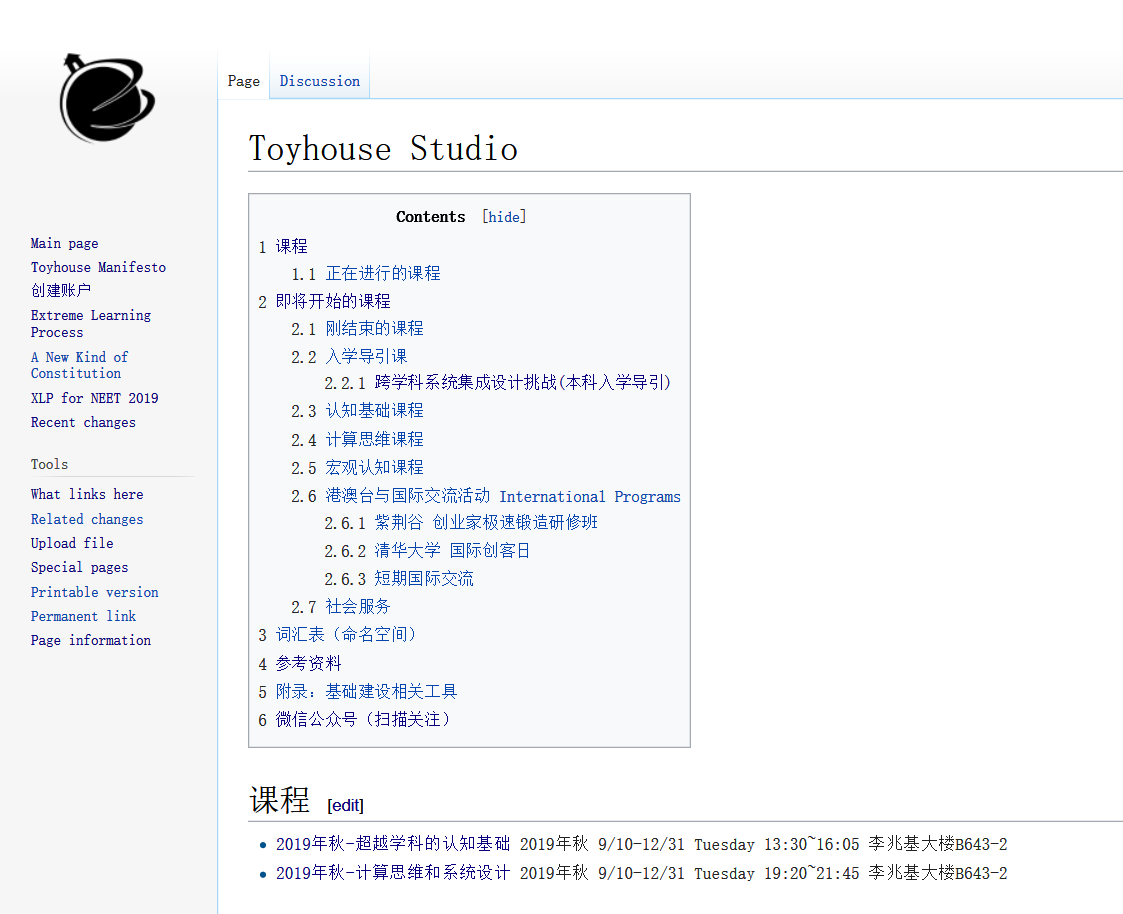 Page
Discussion
Toyhouse Studio
Main page
Toyhouse Manifesto
创建账户
Extreme Learning
Process
A New Kind of
Constitution
XLP for NEET 2019
Recent changes
Tools
What links here
Related changes
Upload file
Special pages
Printable version
Permanent link
Page information
Contents [hide]
1 课程
1.1 正在进行的课程
2 即将开始的课程
2.1 刚结束的课程
2.2 入学导引课
2.2.1 跨学科系统集成设计挑战(本科入学导引)
2.3 认知基础课程
2.4 计算思维课程
2.5 宏观认知课程
2.6 港澳台与国际交流活动 International Programs
2.6.1 紫荆谷 创业家极速锻造研修班
2.6.2 清华大学 国际创客日
2.6.3 短期国际交流
2.7 社会服务
3 词汇表（命名空间）
4 参考资料
5 附录：基础建设相关工具
6 微信公众号（扫描关注）
课程 [edit]
2019年秋-超越学科的认知基础 2019年秋 9/10-12/31 Tuesday 13:30~16:05 李兆基大楼B643-2
2019年秋-计算思维和系统设计 2019年秋 9/10-12/31 Tuesday 19:20~21:45 李兆基大楼B643-2